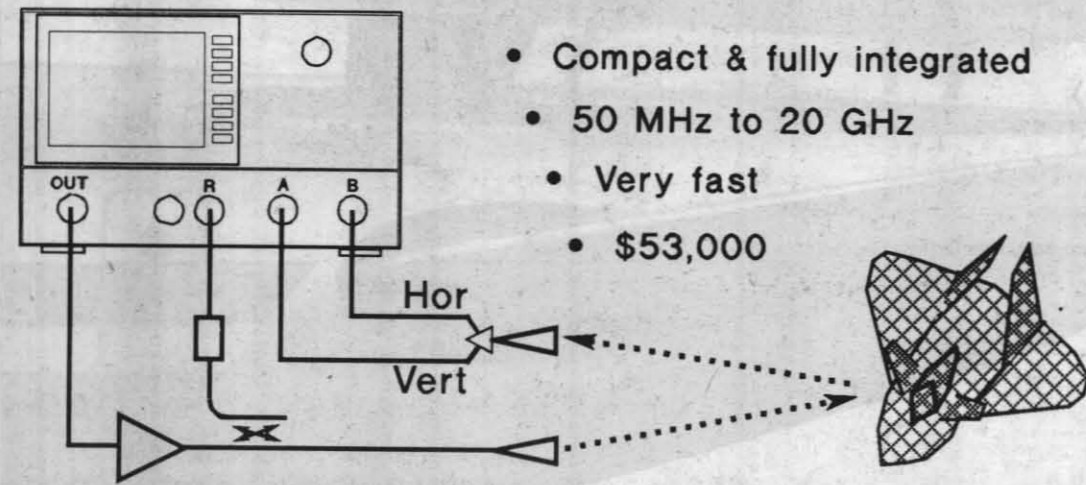 • Compact & fully integrated
• 50 MHz to 20 GHz
• Very fast
• $53,000
OUT R A B
Hor
Vert